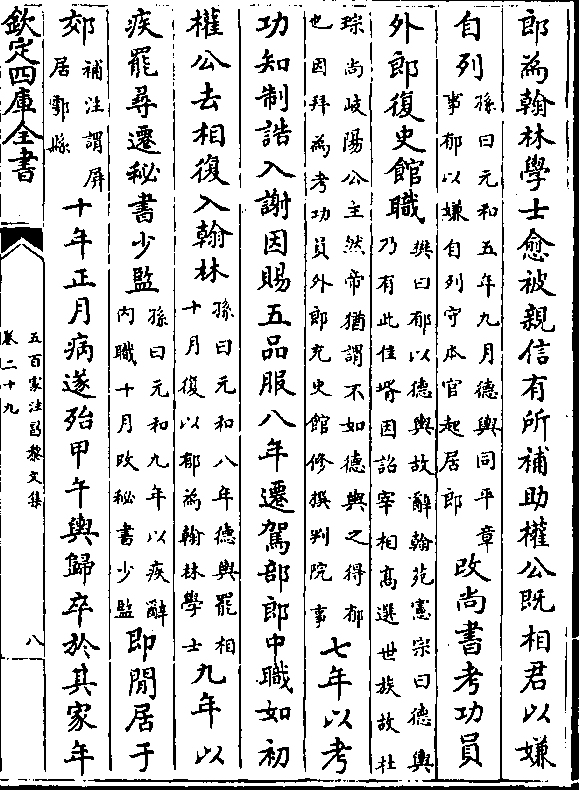 郎為翰林學士愈被親信有所補助權公既相君以嫌
自列
孫曰元和五年九月德輿同平章
事郁以嫌自列守本官起居郎
改尚書考功員
外郎復史館職
樊曰郁以德輿故辭翰苑憲宗曰德輿
乃有此佳壻因詔宰相髙選世族故杜
琮尚岐陽公主然帝猶謂不如德輿之得郁
也因拜為考功員外郎充史館修撰判院事
七年以考
功知制誥入謝因賜五品服八年遷駕部郎中職如初
權公去相復入翰林
孫曰元和八年德輿罷相
十月復以郁為翰林學士
九年以
疾罷尋遷秘書少監
孫曰元和九年以疾辭
内職十月改秘書少監
即閒居于
郊
補注謂屏
居鄠縣
十年正月病遂殆甲午輿歸卒於其家年
欽定四庫全書
五百家注昌黎文集
卷二十九
八